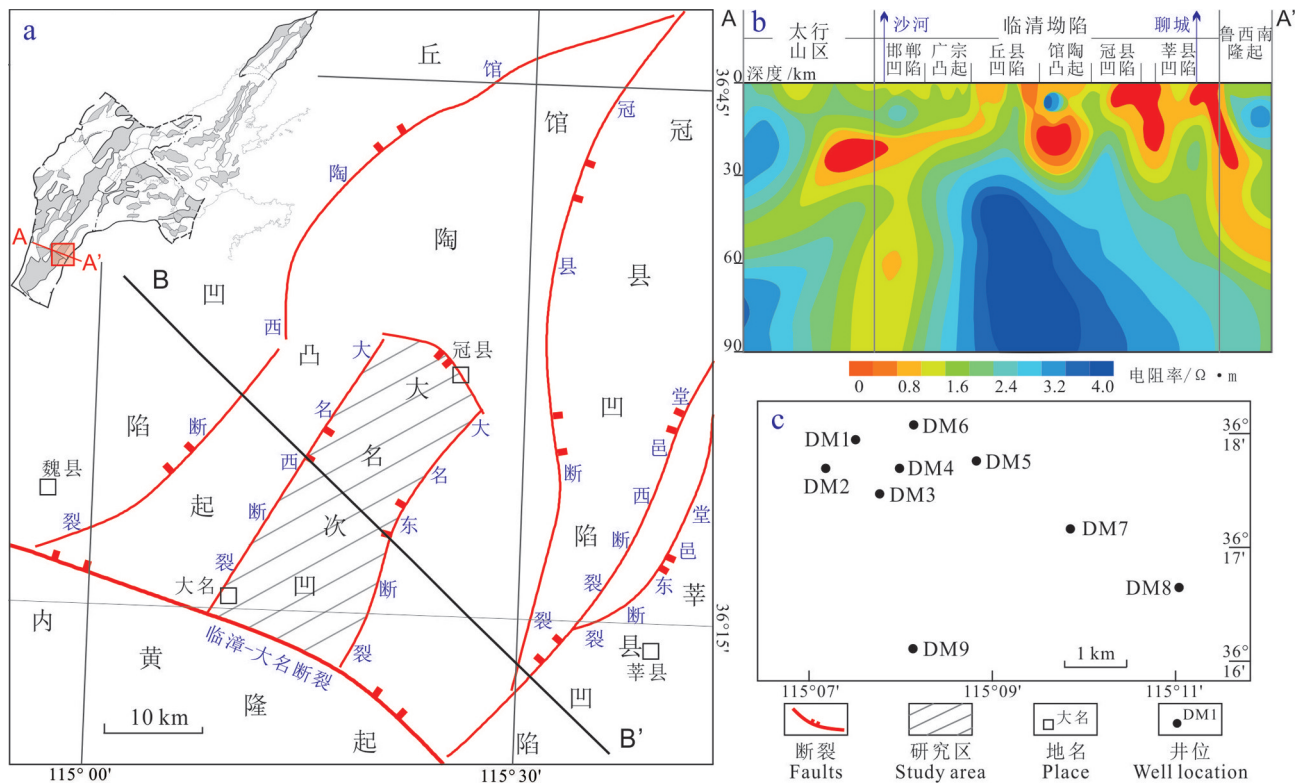 a
A
A'
B
B'
丘
馆
陶
凹
陷
馆
陶
凸
起
冠
县
凹
陷
大
名
次
凹
莘
县
凹
陷
内
黄
隆
起
馆
陶
西
断
裂
冠
县
断
裂
大
名
西
断
裂
大
名
东
断
裂
堂
邑
西
断
裂
堂
邑
东
断
裂
临漳-大名断裂
魏县
冠县
大名
莘县
10 km
115°00'
115°30'
36°45'
36°15'
A
b
A'
太行
山区
沙河
临清坳陷
聊城
鲁西南
隆起
邯郸
凹陷
广宗
凸起
丘县
凹陷
馆陶
凸起
冠县
凹陷
莘县
凹陷
深度/km
0
30
60
90
0 0.8 1.6 2.4 3.2 4.0 电阻率/Ω·m
c
DM6
DM1
DM5
DM4
DM2
DM3
DM7
DM8
DM9
1 km
36°
18'
36°
17'
36°
16'
115°07' 115°09' 115°11'
大名
DM1
断裂 研究区 地名 井位
Faults Study area Place Well location